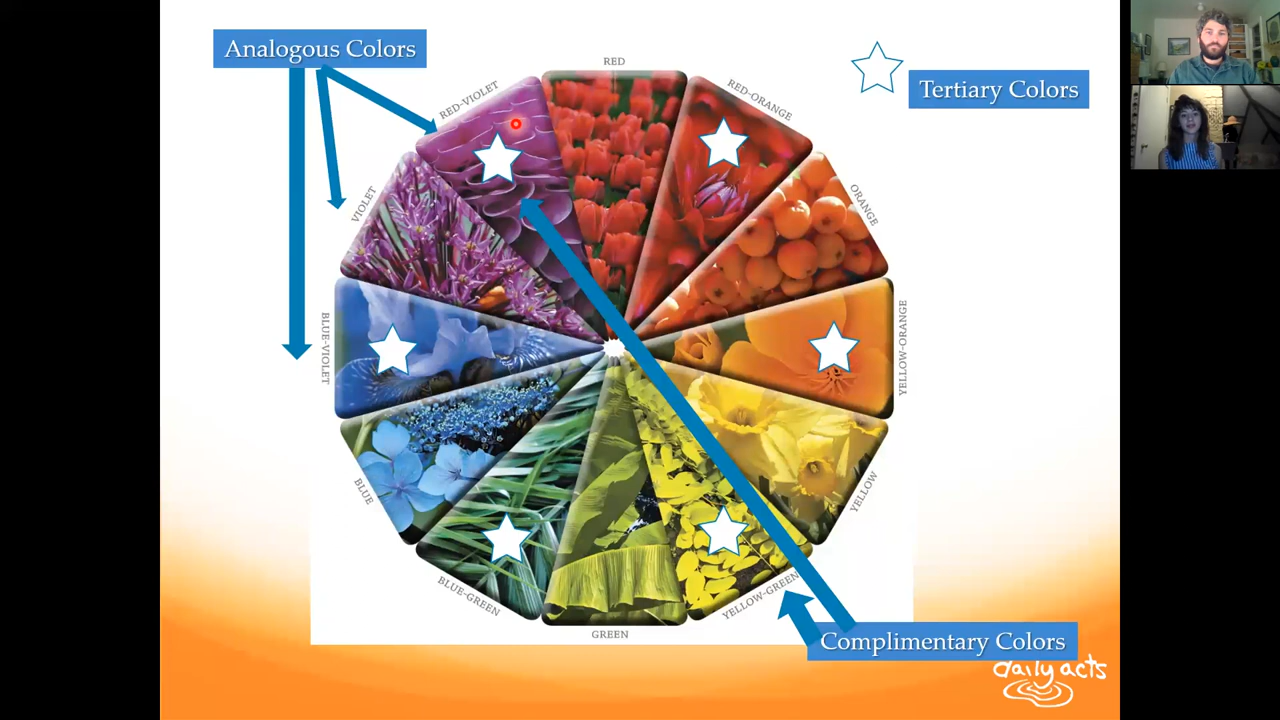 Analogous Colors
Tertiary Colors
RED
RED-ORANGE
ORANGE
YELLOW-ORANGE
YELLOW
YELLOW-GREEN
GREEN
BLUE-GREEN
BLUE
BLUE-VIOLET
VIOLET
RED-VIOLET
Complimentary Colors
daily acts